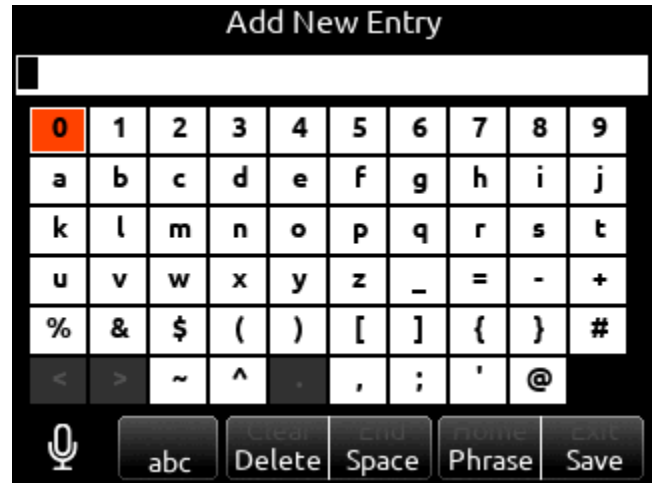 Add New Entry
0 1 2 3 4 5 6 7 8 9
a b c d e f g h i j
k l m n o p q r s t
u v w x y z _ = - +
% & $ ( ) [ ] { } #
< > ~ ^ . , ; ' @
Clear End Home Exit
abc Delete Space Phrase Save